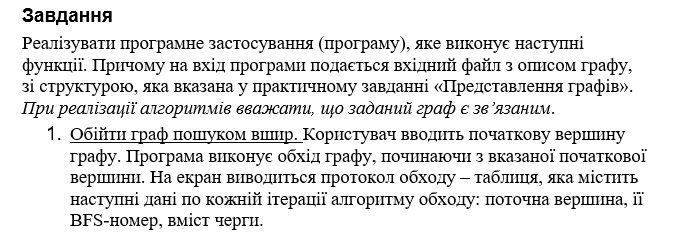 Завдання
Реалізувати програмне застосування (програму), яке виконує наступні
функції. Причому на вхід програми подається вхідний файл з описом графу,
зі структурою, яка вказана у практичному завданні «Представлення графів».
При реалізації алгоритмів вважати, що заданий граф є зв’язаним.
1. Обійти граф пошуком вшир. Користувач вводить початкову вершину
графу. Програма виконує обхід графу, починаючи з вказаної початкової
вершини. На екран виводиться протокол обходу – таблиця, яка містить
наступні дані по кожній ітерації алгоритму обходу: поточна вершина, її
BFS-номер, вміст черги.